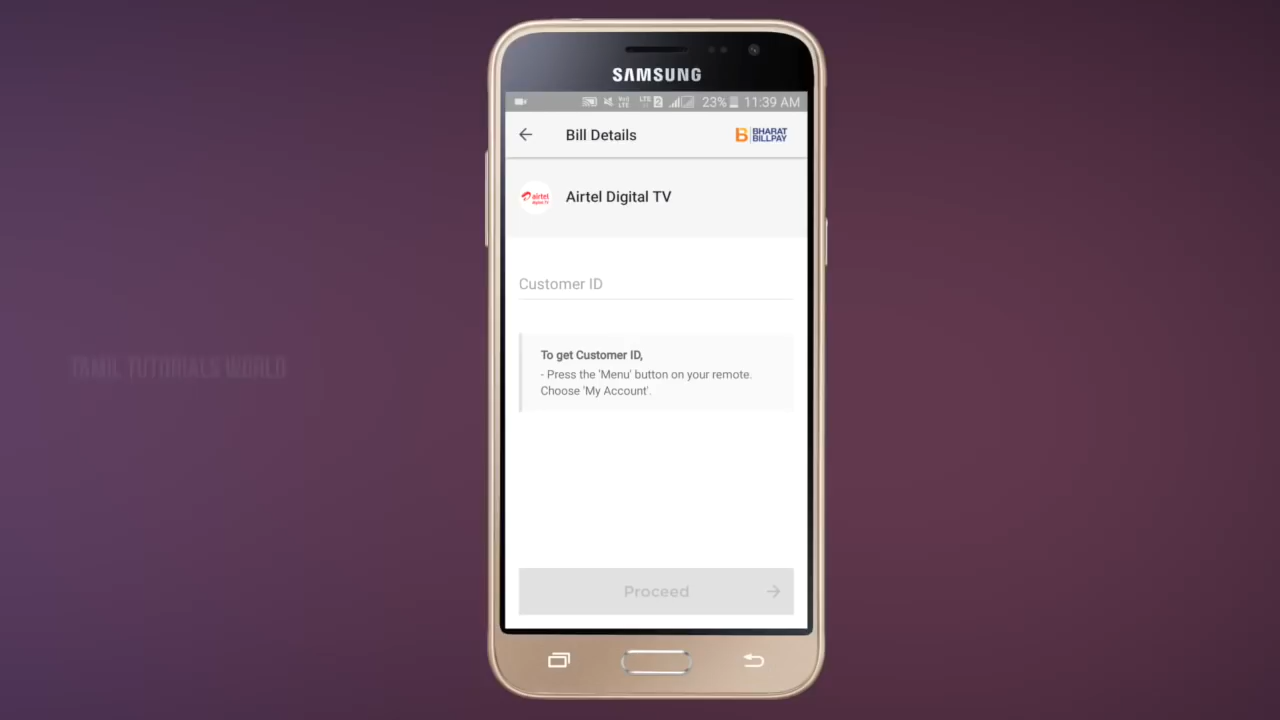 SAMSUNG
23% 11:39 AM
Bill Details
BHARAT BILLPAY
airtel
Airtel Digital TV
Customer ID
To get Customer ID,
- Press the 'Menu' button on your remote.
Choose 'My Account'.
TAMIL TUTORIALS WORLD
Proceed